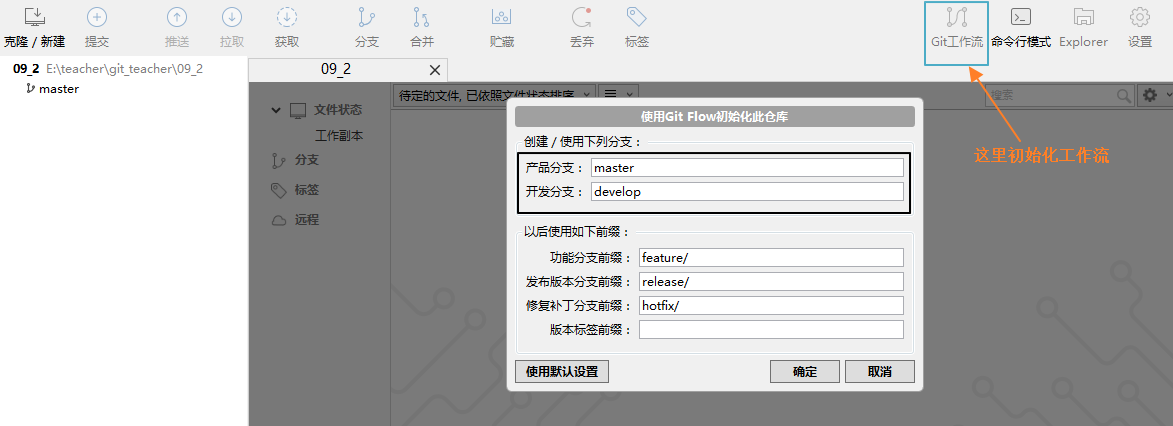 克隆 / 新建 提交 推送 拉取 获取 分支 合并 贮藏 丢弃 标签 Git工作流 命令行模式 Explorer 设置
09_2 E:\teacher\git_teacher\09_2
master
09_2
文件状态
工作副本
分支
标签
远程
待定的文件, 已依照文件状态排序
搜索
这里初始化工作流
使用Git Flow初始化此仓库
创建 / 使用下列分支：
产品分支： master
开发分支： develop
以后使用如下前缀：
功能分支前缀： feature/
发布版本分支前缀： release/
修复补丁分支前缀： hotfix/
版本标签前缀：
使用默认设置 确定 取消